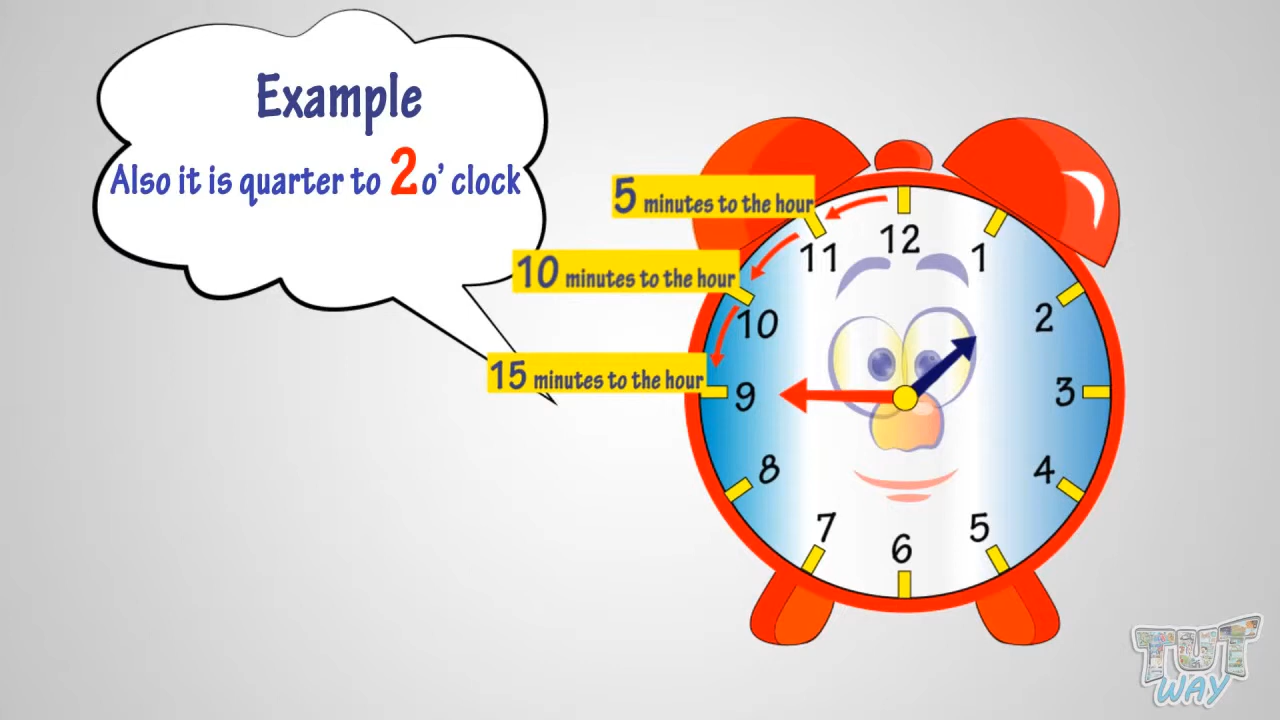 Example
Also it is quarter to 2 o' clock
5 minutes to the hour
10 minutes to the hour
15 minutes to the hour
12
11
1
10
2
9
3
8
4
7
5
6
TUT
WAY